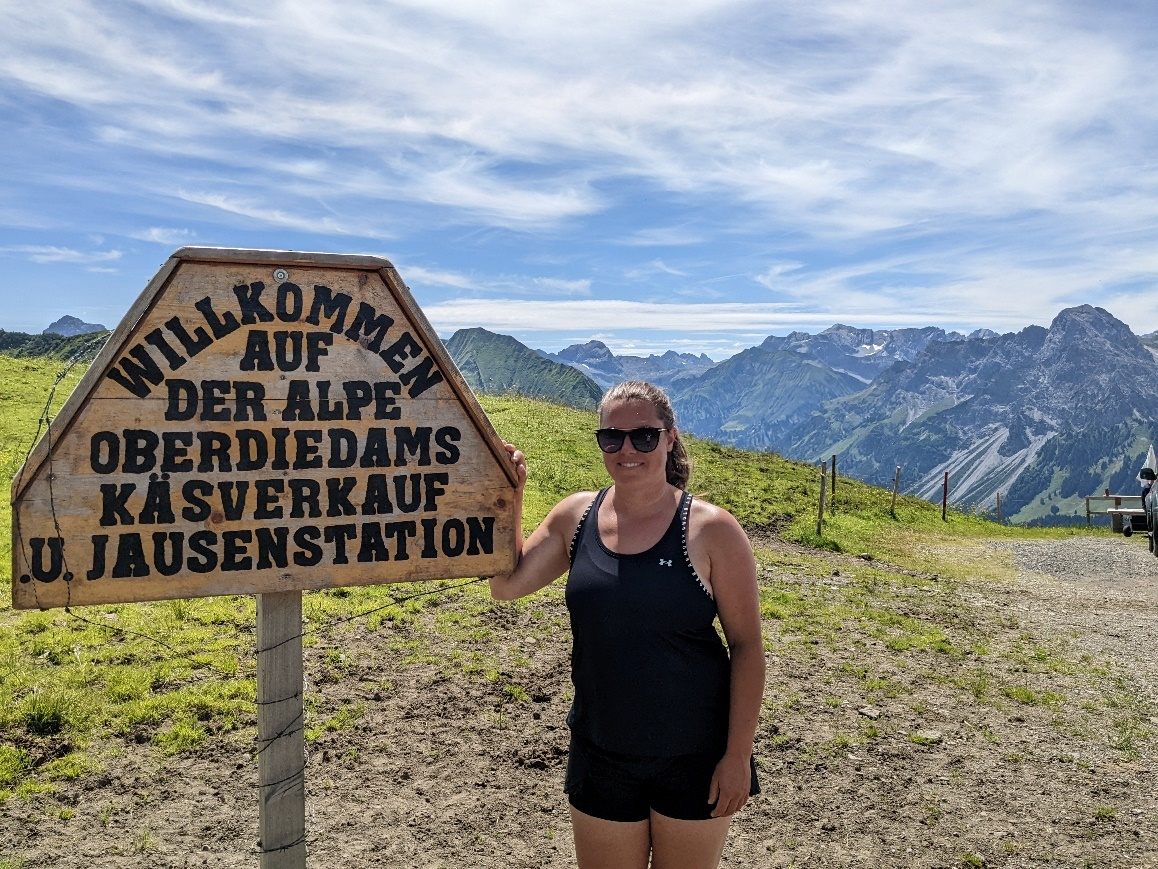 WILLKOMMEN
AUF
DER ALPE
OBERDIEDAMS
KÄSVERKAUF
.U JAUSENSTATION